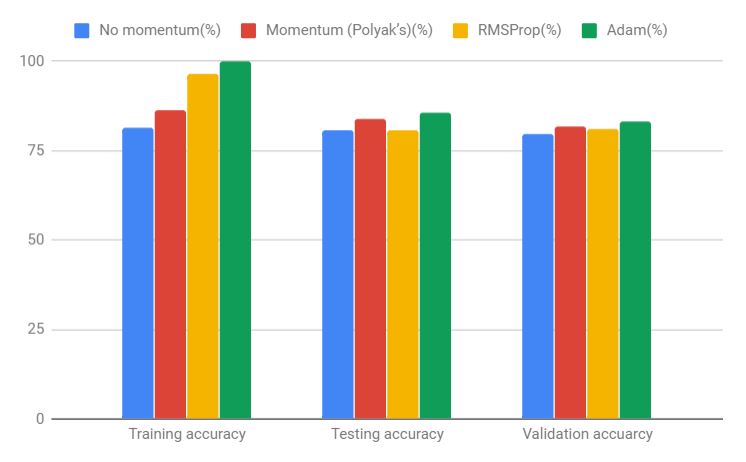 No momentum(%) Momentum (Polyak's)(%) RMSProp(%) Adam(%)
100
75
50
25
0
Training accuracy Testing accuracy Validation accuarcy